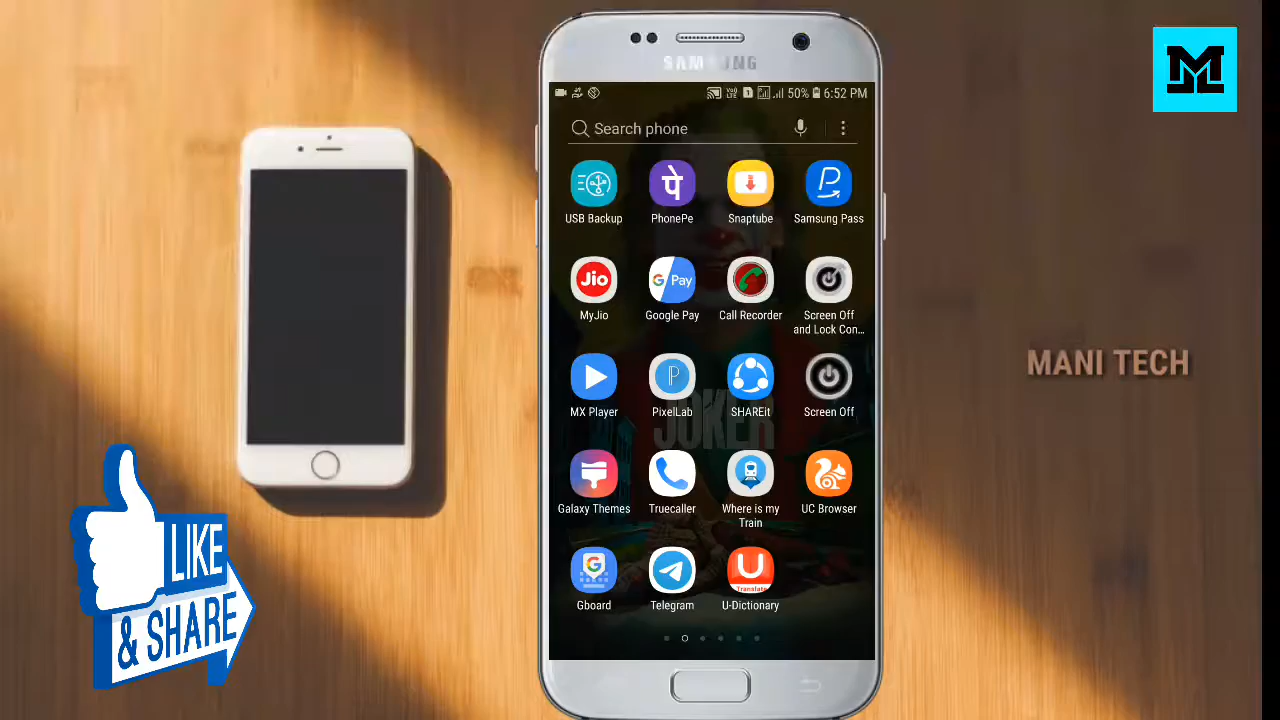 SAMSUNG
50% 6:52 PM
Search phone
USB Backup
PhonePe
Snaptube
Samsung Pass
Jio
G Pay
MyJio
Google Pay
Call Recorder
Screen Off
and Lock Con...
MX Player
PixelLab
SHAREit
Screen Off
JOKER
Galaxy Themes
Truecaller
Where is my
Train
UC Browser
Gboard
Telegram
U-Dictionary
पे
P
P
G
U
Translate
M
MANI TECH
LIKE
& SHARE